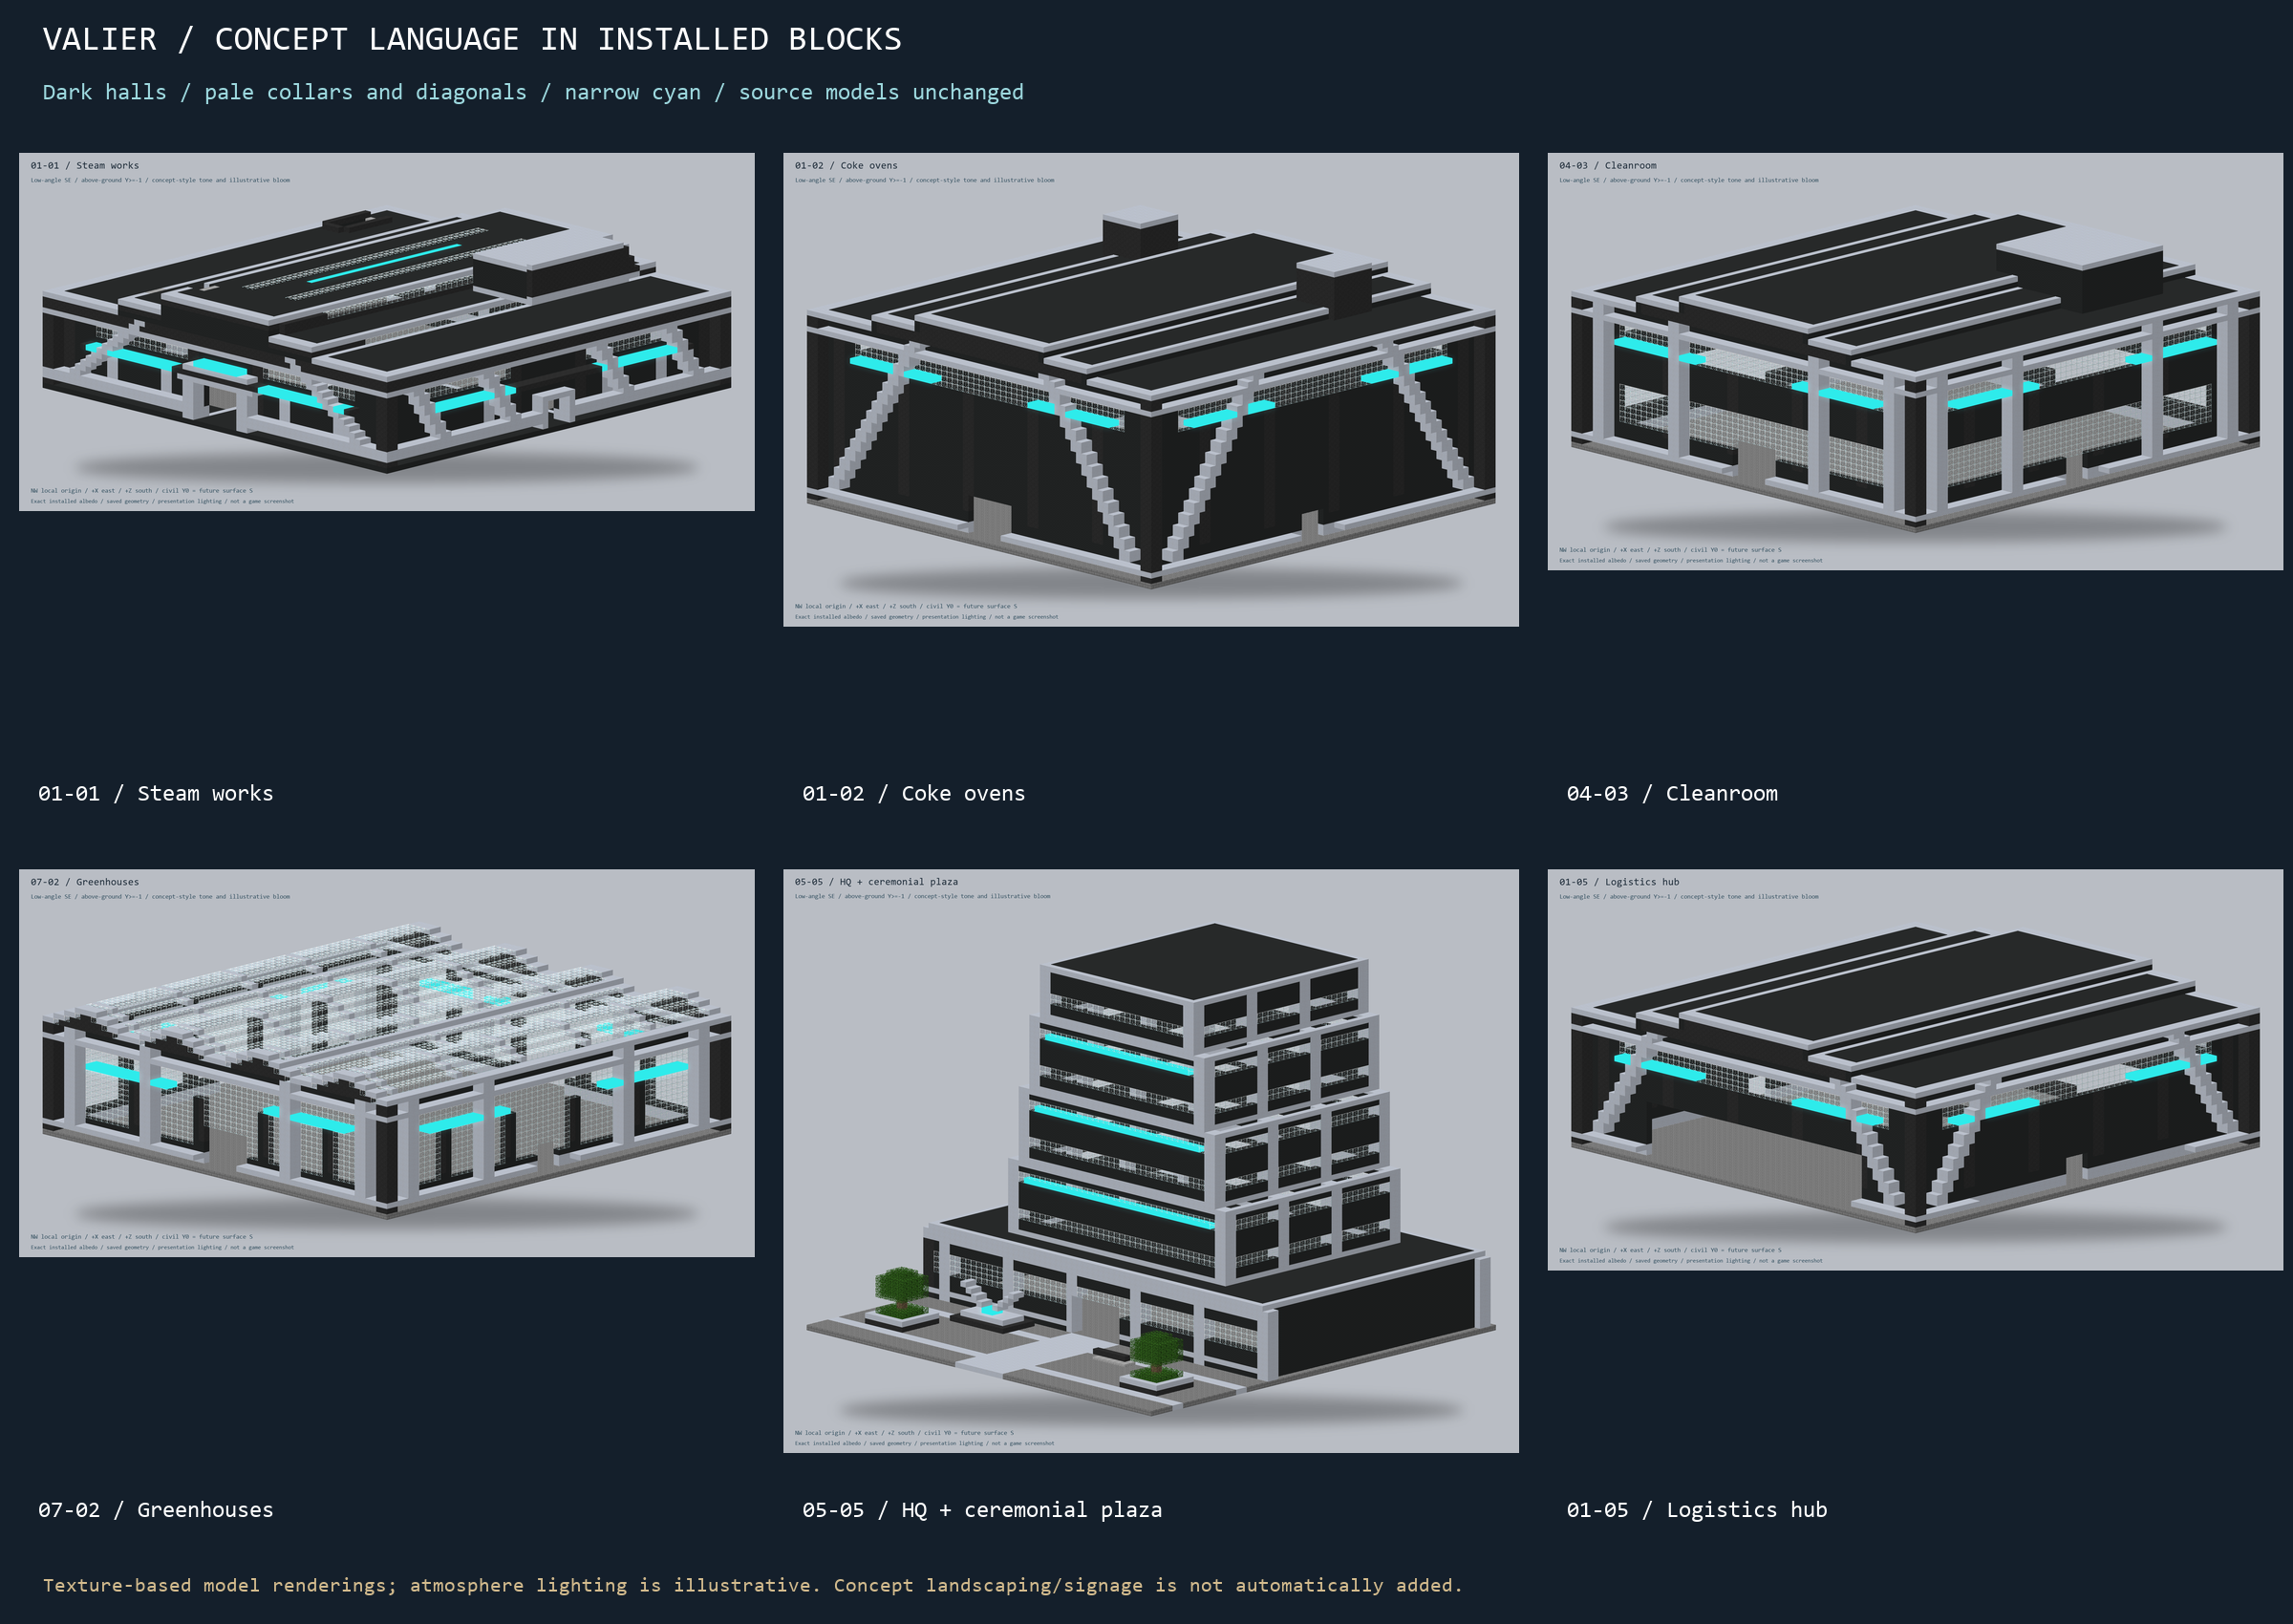 VALIER / CONCEPT LANGUAGE IN INSTALLED BLOCKS
Dark halls / pale collars and diagonals / narrow cyan / source models unchanged
01-01 / Steam works
Low-angle SE / above-ground Y>=-1 / concept-style tone and illustrative bloom
NW local origin / +X east / +Z south / civil Y0 = future surface S
Exact installed albedo / saved geometry / presentation lighting / not a game screenshot
01-01 / Steam works
01-02 / Coke ovens
Low-angle SE / above-ground Y>=-1 / concept-style tone and illustrative bloom
NW local origin / +X east / +Z south / civil Y0 = future surface S
Exact installed albedo / saved geometry / presentation lighting / not a game screenshot
01-02 / Coke ovens
04-03 / Cleanroom
Low-angle SE / above-ground Y>=-1 / concept-style tone and illustrative bloom
NW local origin / +X east / +Z south / civil Y0 = future surface S
Exact installed albedo / saved geometry / presentation lighting / not a game screenshot
04-03 / Cleanroom
07-02 / Greenhouses
Low-angle SE / above-ground Y>=-1 / concept-style tone and illustrative bloom
NW local origin / +X east / +Z south / civil Y0 = future surface S
Exact installed albedo / saved geometry / presentation lighting / not a game screenshot
07-02 / Greenhouses
05-05 / HQ + ceremonial plaza
Low-angle SE / above-ground Y>=-1 / concept-style tone and illustrative bloom
NW local origin / +X east / +Z south / civil Y0 = future surface S
Exact installed albedo / saved geometry / presentation lighting / not a game screenshot
05-05 / HQ + ceremonial plaza
01-05 / Logistics hub
Low-angle SE / above-ground Y>=-1 / concept-style tone and illustrative bloom
NW local origin / +X east / +Z south / civil Y0 = future surface S
Exact installed albedo / saved geometry / presentation lighting / not a game screenshot
01-05 / Logistics hub
Texture-based model renderings; atmosphere lighting is illustrative. Concept landscaping/signage is not automatically added.